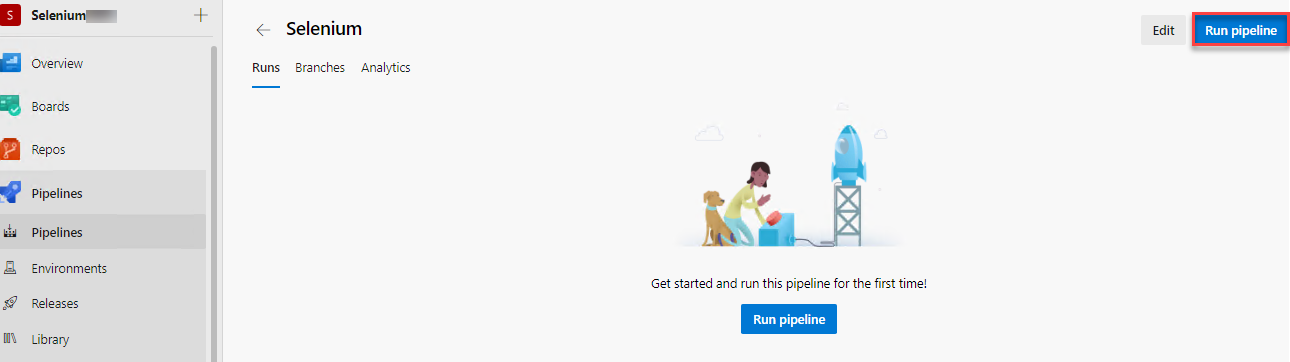 S Selenium
Selenium
Edit
Run pipeline
Runs Branches Analytics
Overview
Boards
Repos
Pipelines
Pipelines
Environments
Releases
Library
Get started and run this pipeline for the first time!
Run pipeline